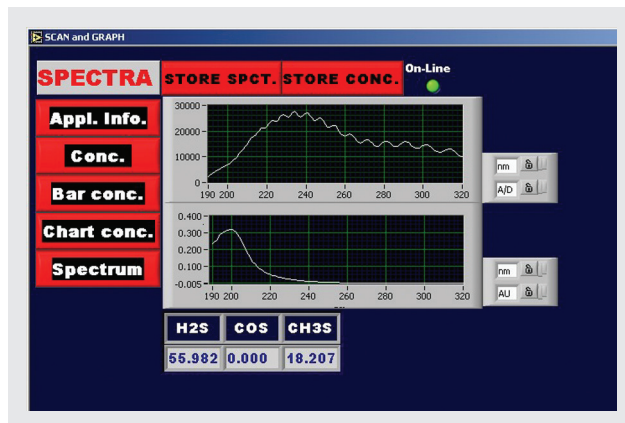 SCAN and GRAPH
SPECTRA STORE SPCT. STORE CONC. On-Line
Appl. Info.
Conc.
Bar conc.
Chart conc.
Spectrum
30000
20000
10000
0
190 200 220 240 260 280 300 320
nm
A/D
0.400
0.300
0.200
0.100
-0.005
190 200 220 240 260 280 300 320
nm
AU
H2S COS CH3S
55.982 0.000 18.207